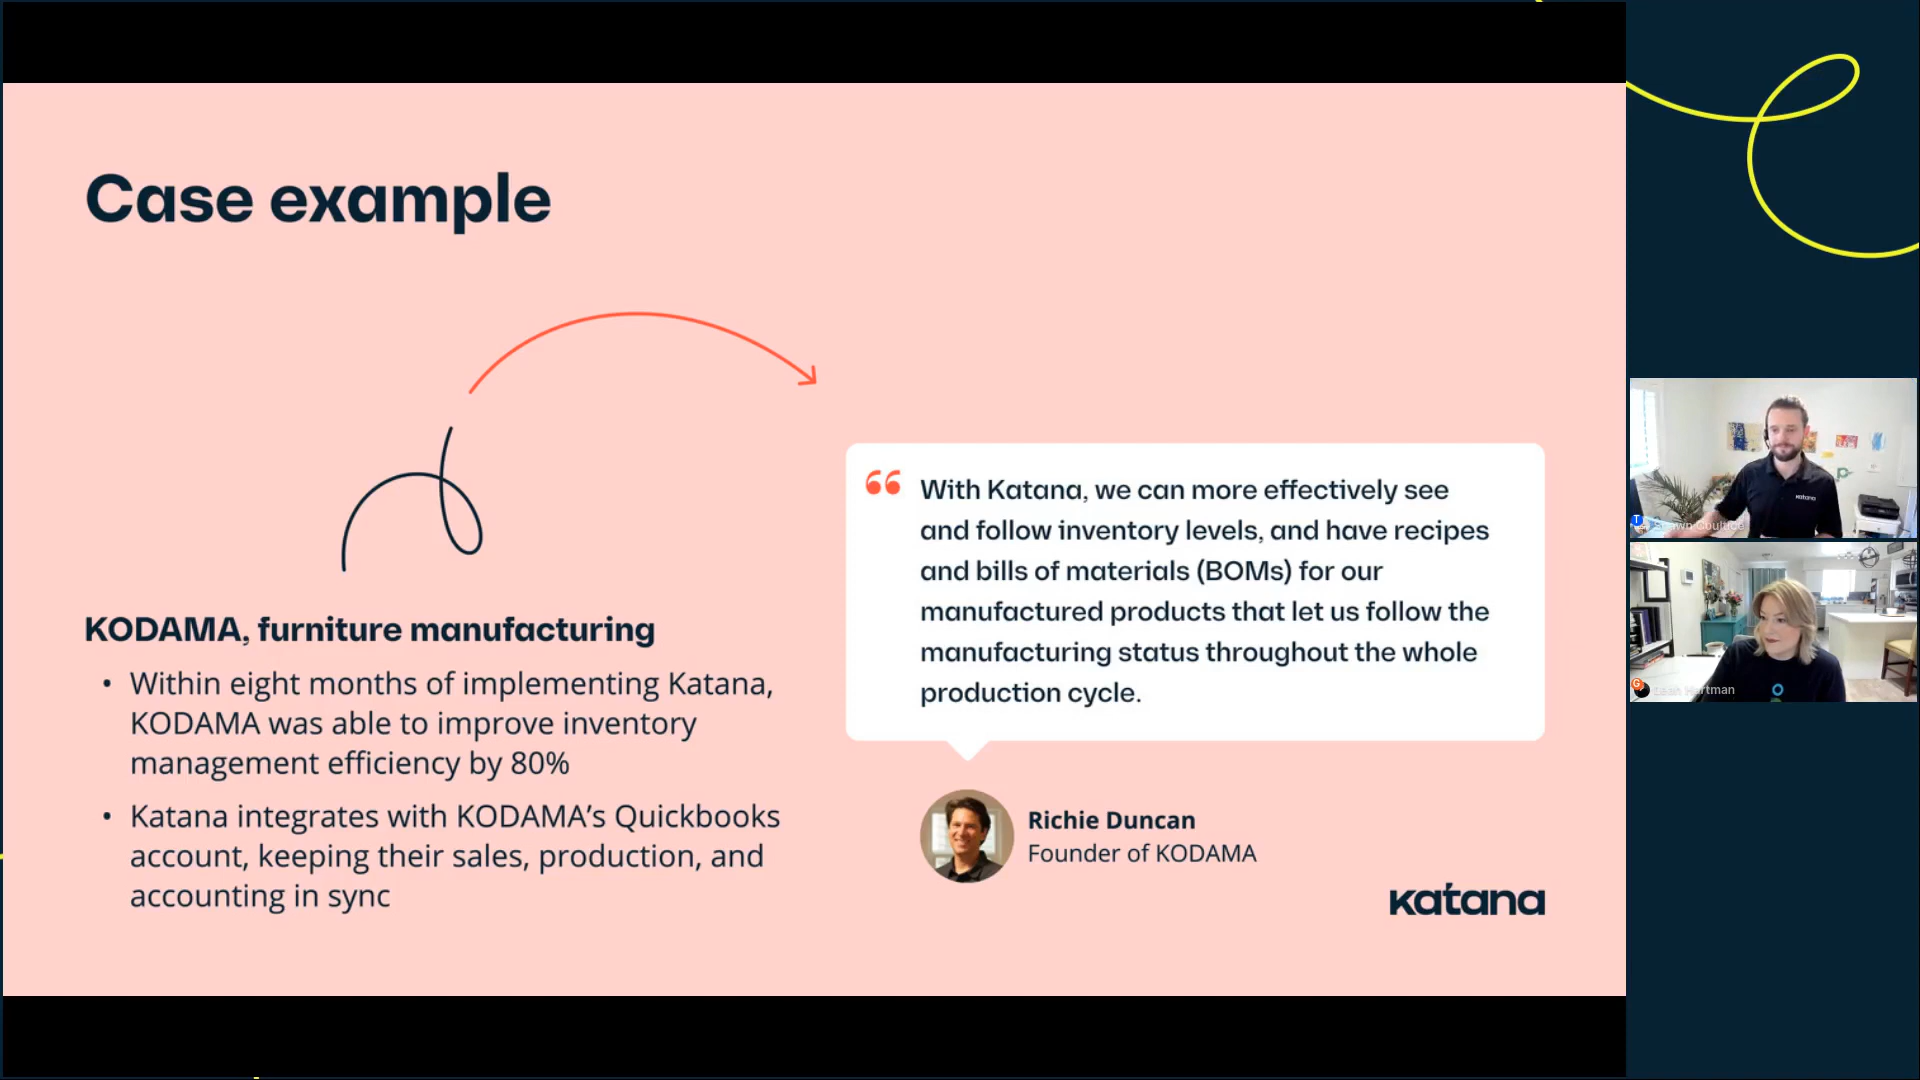 Case example
KODAMA, furniture manufacturing
• Within eight months of implementing Katana,
KODAMA was able to improve inventory
management efficiency by 80%
• Katana integrates with KODAMA’s Quickbooks
account, keeping their sales, production, and
accounting in sync
“ With Katana, we can more effectively see
and follow inventory levels, and have recipes
and bills of materials (BOMs) for our
manufactured products that let us follow the
manufacturing status throughout the whole
production cycle.
Richie Duncan
Founder of KODAMA
katana
katana
Leah Hartman